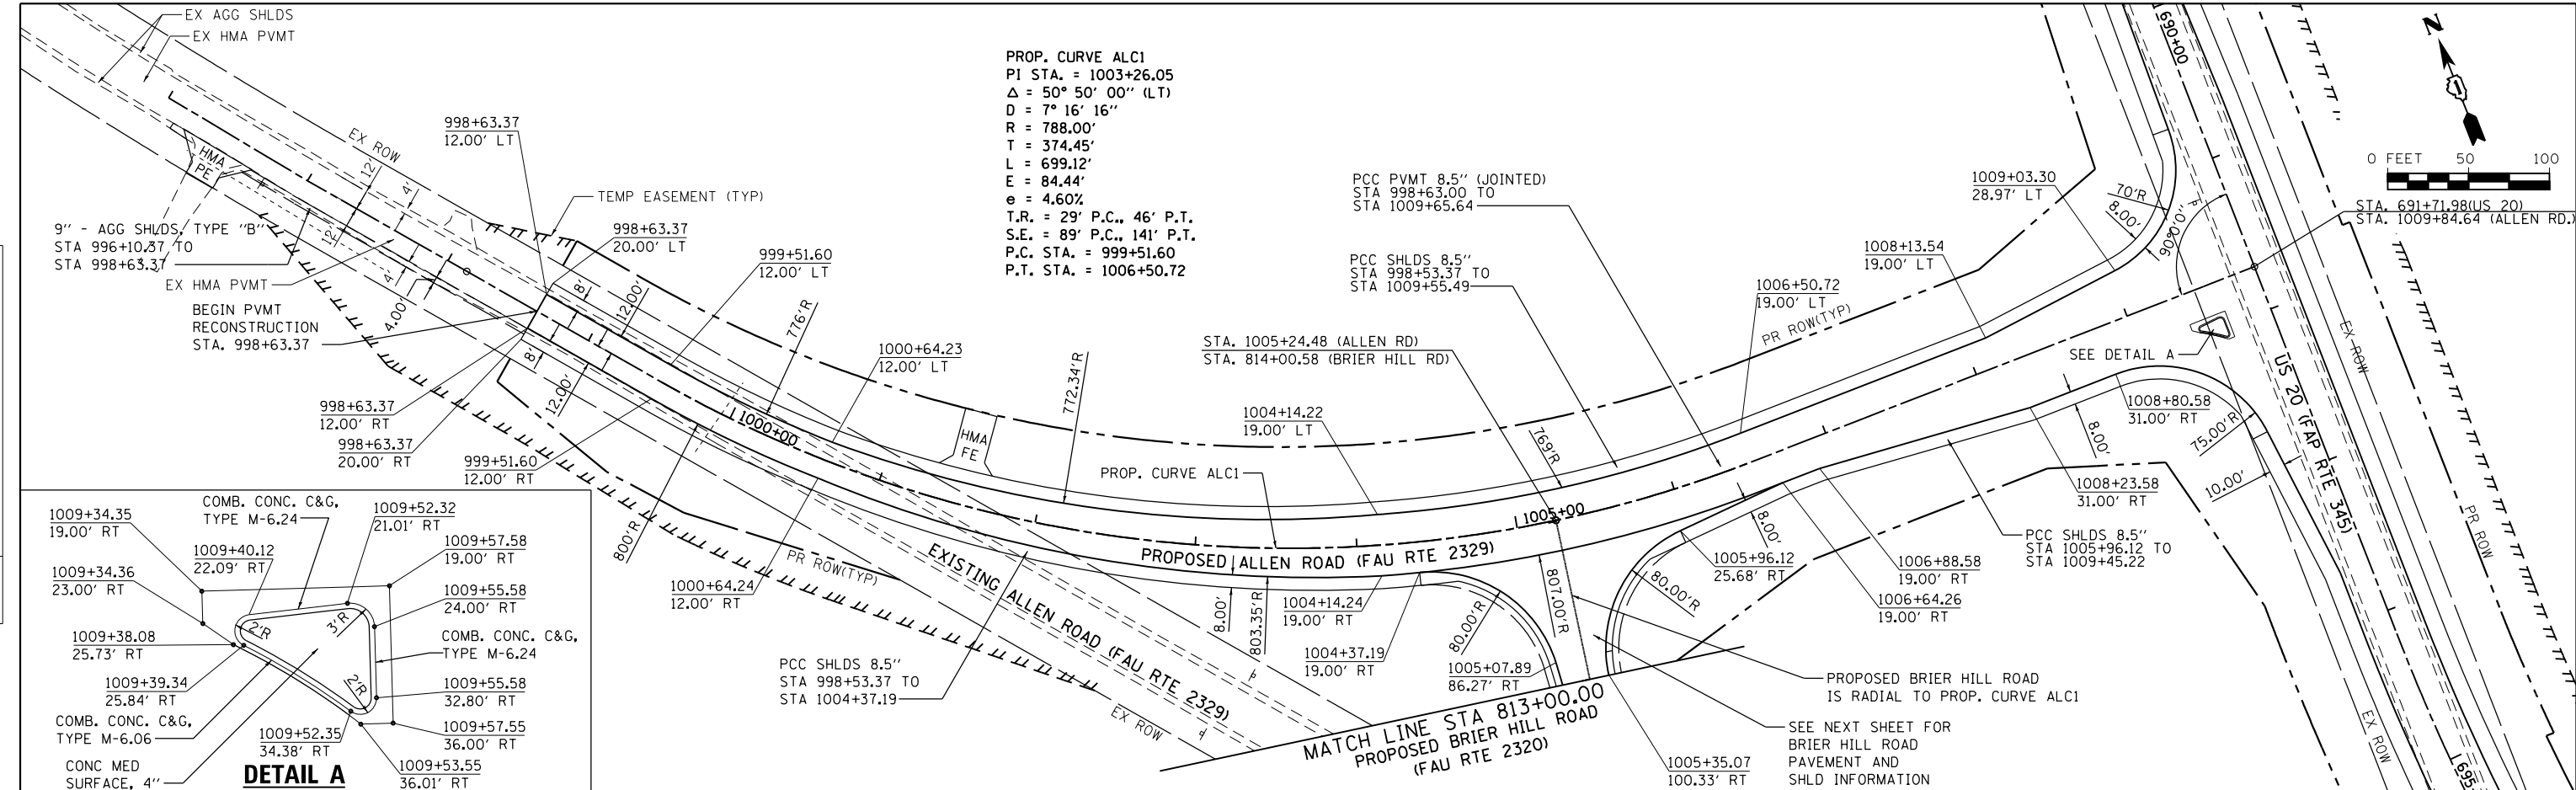 EX AGG SHLDS
EX HMA PVMT
EX ROW
HMA
PE
12'
12'
4'
4'
4.00'
9'' - AGG SHLDS, TYPE "B"
STA 996+10.37 TO
STA 998+63.37
EX HMA PVMT
BEGIN PVMT
RECONSTRUCTION
STA. 998+63.37
998+63.37
12.00' LT
TEMP EASEMENT (TYP)
998+63.37
20.00' LT
999+51.60
12.00' LT
8'
12.00'
8'
12.00'
776'R
1000+64.23
12.00' LT
998+63.37
12.00' RT
998+63.37
20.00' RT
999+51.60
12.00' RT
1000+00
800'R
1000+64.24
12.00' RT
PR ROW(TYP)
EXISTING ALLEN ROAD (FAU RTE 2329)
EX ROW
PROP. CURVE ALC1
PI STA. = 1003+26.05
Δ = 50° 50' 00'' (LT)
D = 7° 16' 16''
R = 788.00'
T = 374.45'
L = 699.12'
E = 84.44'
e = 4.60%
T.R. = 29' P.C., 46' P.T.
S.E. = 89' P.C., 141' P.T.
P.C. STA. = 999+51.60
P.T. STA. = 1006+50.72
HMA
FE
772.34'R
PROP. CURVE ALC1
STA. 1005+24.48 (ALLEN RD)
STA. 814+00.58 (BRIER HILL RD)
1004+14.22
19.00' LT
PCC PVMT 8.5'' (JOINTED)
STA 998+63.00 TO
STA 1009+65.64
PCC SHLDS 8.5''
STA 998+53.37 TO
STA 1009+55.49
769'R
1005+00
PROPOSED ALLEN ROAD (FAU RTE 2329)
1006+50.72
19.00' LT
PR ROW(TYP)
1008+13.54
19.00' LT
1009+03.30
28.97' LT
70'R
8.00'
90°0'0"
690+00
N
0 FEET 50 100
STA. 691+71.98(US 20)
STA. 1009+84.64 (ALLEN RD.)
SEE DETAIL A
US 20 (FAP RTE 345)
EX ROW
PR ROW
EX ROW
695
1008+80.58
31.00' RT
75.00'R
10.00'
8.00'
1008+23.58
31.00' RT
PCC SHLDS 8.5''
STA 1005+96.12 TO
STA 1009+45.22
1006+88.58
19.00' RT
1006+64.26
19.00' RT
8.00'
1005+96.12
25.68' RT
80.00'R
807.00'R
PCC SHLDS 8.5''
STA 998+53.37 TO
STA 1004+37.19
8.00'
803.35'R
1004+14.24
19.00' RT
1004+37.19
19.00' RT
80.00'R
1005+07.89
86.27' RT
PROPOSED BRIER HILL ROAD
IS RADIAL TO PROP. CURVE ALC1
SEE NEXT SHEET FOR
BRIER HILL ROAD
PAVEMENT AND
SHLD INFORMATION
1005+35.07
100.33' RT
MATCH LINE STA 813+00.00
PROPOSED BRIER HILL ROAD
(FAU RTE 2320)
1009+34.35
19.00' RT
COMB. CONC. C&G,
TYPE M-6.24
1009+52.32
21.01' RT
1009+40.12
22.09' RT
1009+57.58
19.00' RT
1009+34.36
23.00' RT
1009+55.58
24.00' RT
2'R
3'R
2'R
1009+38.08
25.73' RT
COMB. CONC. C&G,
TYPE M-6.24
1009+39.34
25.84' RT
1009+55.58
32.80' RT
COMB. CONC. C&G,
TYPE M-6.06
1009+57.55
36.00' RT
1009+52.35
34.38' RT
1009+53.55
36.01' RT
CONC MED
SURFACE, 4''
DETAIL A